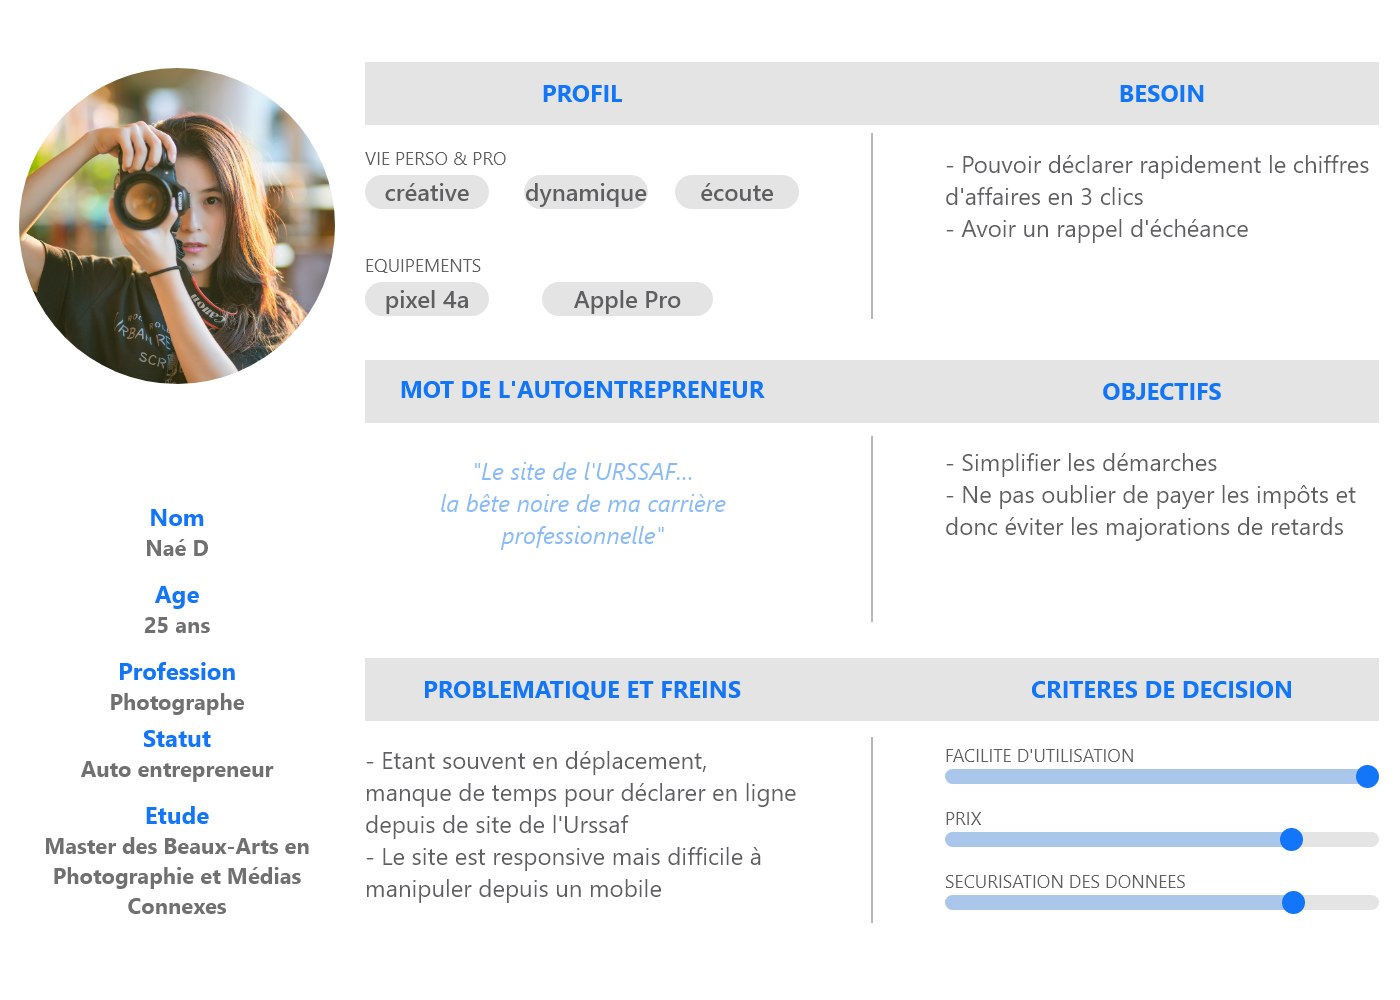 PROFIL
BESOIN
VIE PERSO & PRO
créative
dynamique
écoute
EQUIPEMENTS
pixel 4a
Apple Pro
- Pouvoir déclarer rapidement le chiffres
d'affaires en 3 clics
- Avoir un rappel d'échéance
Canon
URBAN RE
SCR
MOT DE L'AUTOENTREPRENEUR
OBJECTIFS
"Le site de l'URSSAF...
la bête noire de ma carrière
professionnelle"
- Simplifier les démarches
- Ne pas oublier de payer les impôts et
donc éviter les majorations de retards
Nom
Naé D
Age
25 ans
Profession
Photographe
Statut
Auto entrepreneur
Etude
Master des Beaux-Arts en
Photographie et Médias
Connexes
PROBLEMATIQUE ET FREINS
CRITERES DE DECISION
- Etant souvent en déplacement,
manque de temps pour déclarer en ligne
depuis de site de l'Urssaf
- Le site est responsive mais difficile à
manipuler depuis un mobile
FACILITE D'UTILISATION
PRIX
SECURISATION DES DONNEES